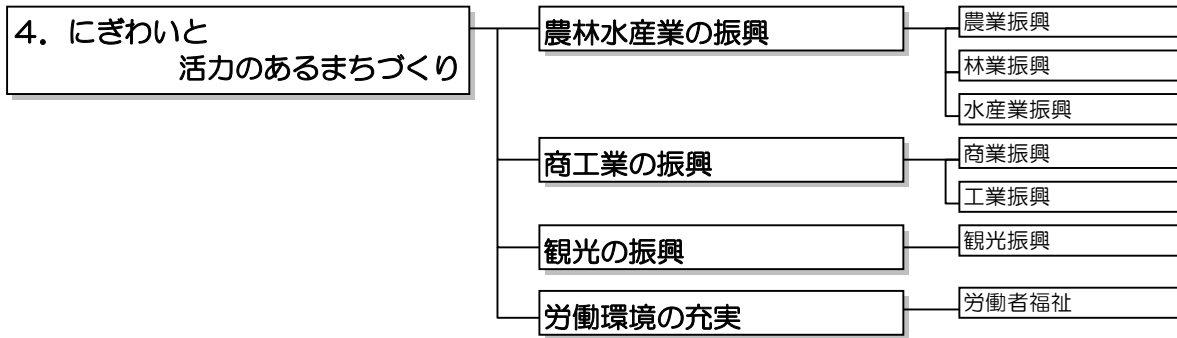 ４．にぎわいと
活力のあるまちづくり
農林水産業の振興
農業振興
林業振興
水産業振興
商工業の振興
商業振興
工業振興
観光の振興
観光振興
労働環境の充実
労働者福祉